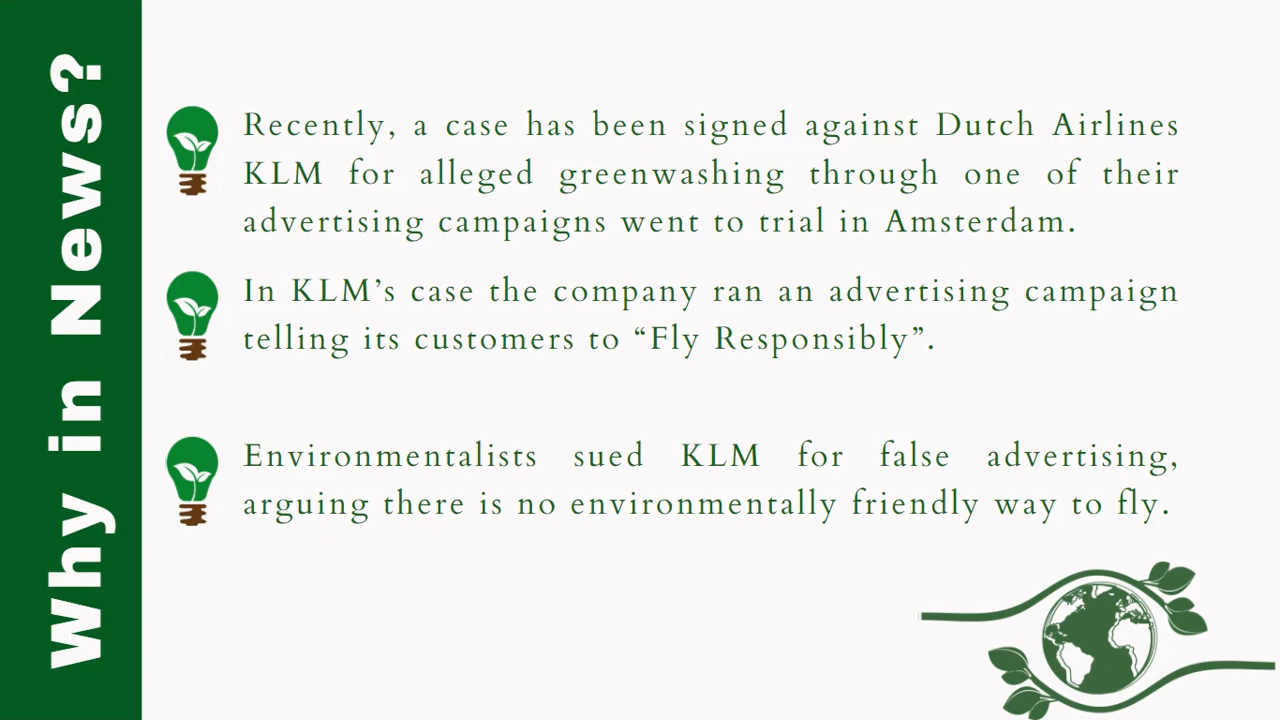 Why in News?
Recently, a case has been signed against Dutch Airlines
KLM for alleged greenwashing through one of their
advertising campaigns went to trial in Amsterdam.
In KLM’s case the company ran an advertising campaign
telling its customers to “Fly Responsibly”.
Environmentalists sued KLM for false advertising,
arguing there is no environmentally friendly way to fly.